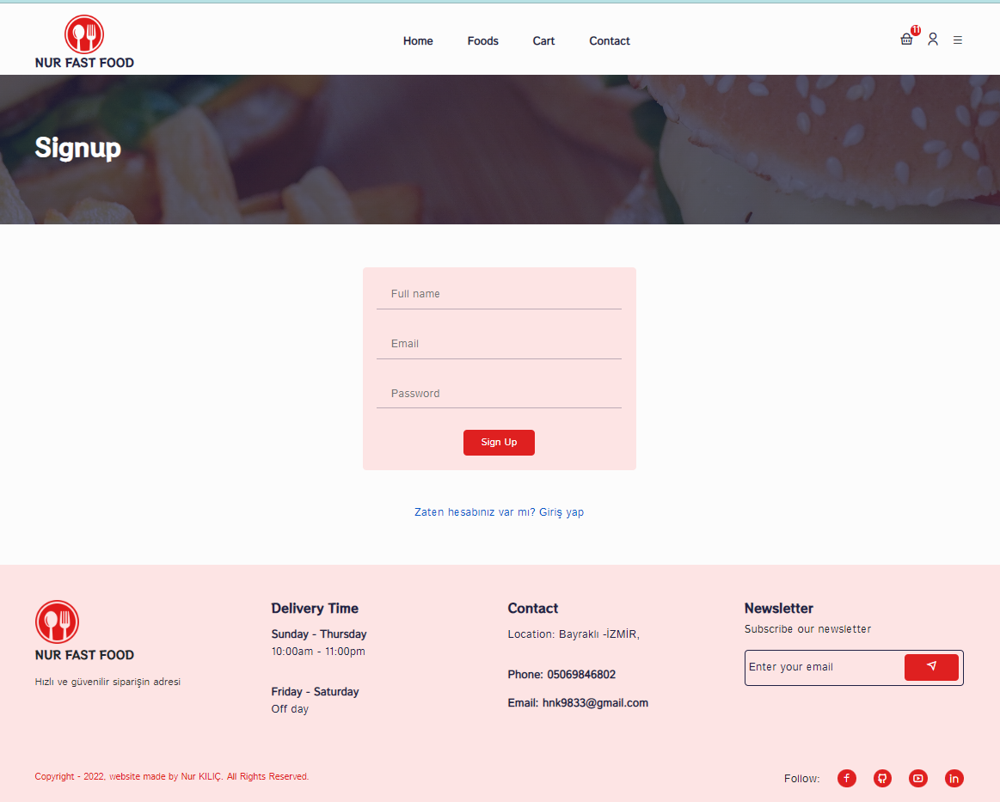 NUR FAST FOOD
Home Foods Cart Contact
11
Signup
Full name
Email
Password
Sign Up
Zaten hesabınız var mı? Giriş yap
NUR FAST FOOD
Hızlı ve güvenilir siparişin adresi
Delivery Time
Sunday - Thursday
10:00am - 11:00pm
Friday - Saturday
Off day
Contact
Location: Bayraklı -İZMİR,
Phone: 05069846802
Email: hnk9833@gmail.com
Newsletter
Subscribe our newsletter
Enter your email
Copyright - 2022, website made by Nur KILIÇ. All Rights Reserved.
Follow: